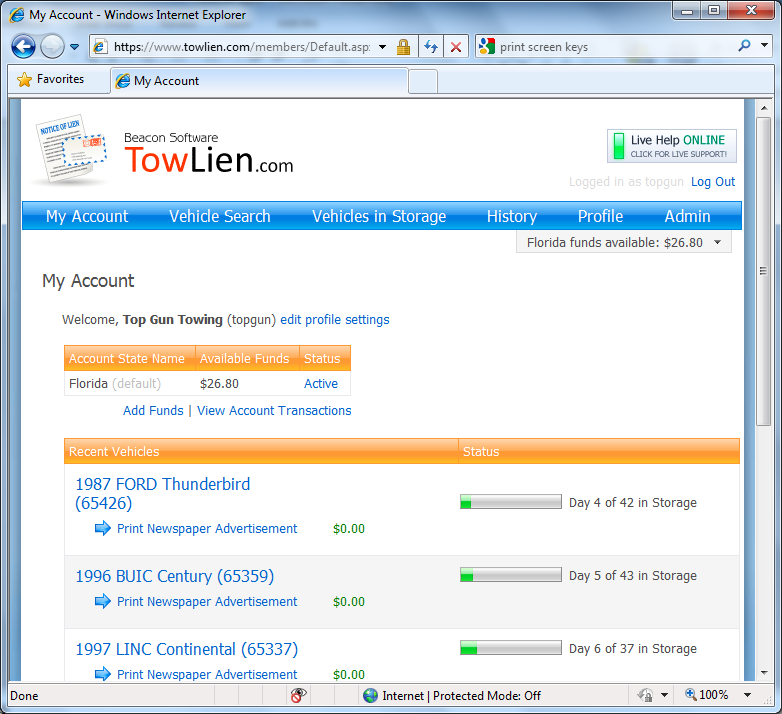 My Account - Windows Internet Explorer
https://www.towlien.com/members/Default.asp
print screen keys
Favorites
My Account
NOTICE OF LIEN
Beacon Software
TowLien.com
Live Help ONLINE
CLICK FOR LIVE SUPPORT!
Logged in as topgun Log Out
My Account Vehicle Search Vehicles in Storage History Profile Admin
Florida funds available: $26.80
My Account
Welcome, Top Gun Towing (topgun) edit profile settings
Account State Name Available Funds Status
Florida (default) $26.80 Active
Add Funds | View Account Transactions
Recent Vehicles Status
1987 FORD Thunderbird
(65426)
Day 4 of 42 in Storage
Print Newspaper Advertisement $0.00
1996 BUIC Century (65359) Day 5 of 43 in Storage
Print Newspaper Advertisement $0.00
1997 LINC Continental (65337) Day 6 of 37 in Storage
Print Newspaper Advertisement $0.00
Done Internet | Protected Mode: Off 100%